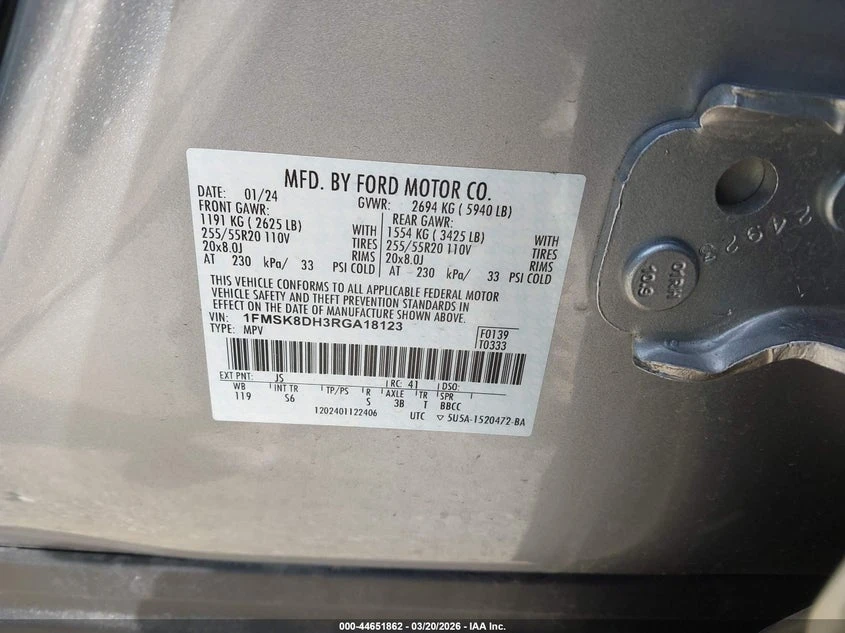 MFD. BY FORD MOTOR CO.
DATE: 01/24 GVWR: 2694 KG ( 5940 LB)
FRONT GAWR: REAR GAWR:
1191 KG ( 2625 LB) WITH 1554 KG ( 3425 LB) WITH
255/55R20 110V TIRES 255/55R20 110V TIRES
20x8.0J RIMS 20x8.0J RIMS
AT 230 kPa/ 33 PSI COLD AT 230 kPa/ 33 PSI COLD
THIS VEHICLE CONFORMS TO ALL APPLICABLE FEDERAL MOTOR
VEHICLE SAFETY AND THEFT PREVENTION STANDARDS IN
EFFECT ON THE DATE OF MANUFACTURE SHOWN ABOVE.
VIN: 1FMSK8DH3RGA18123 F0139
TYPE: MPV T0333
EXT PNT: JS RC: 41 DSO:
WB INT TR TP/PS R AXLE TR SPR
119 S6 S 3B T BBCC
1202401122406 UTC ▽ 5U5A-1520472-BA
24923
OTRH
10.9
000-44651862 | 03/20/2026 | IAA Inc.